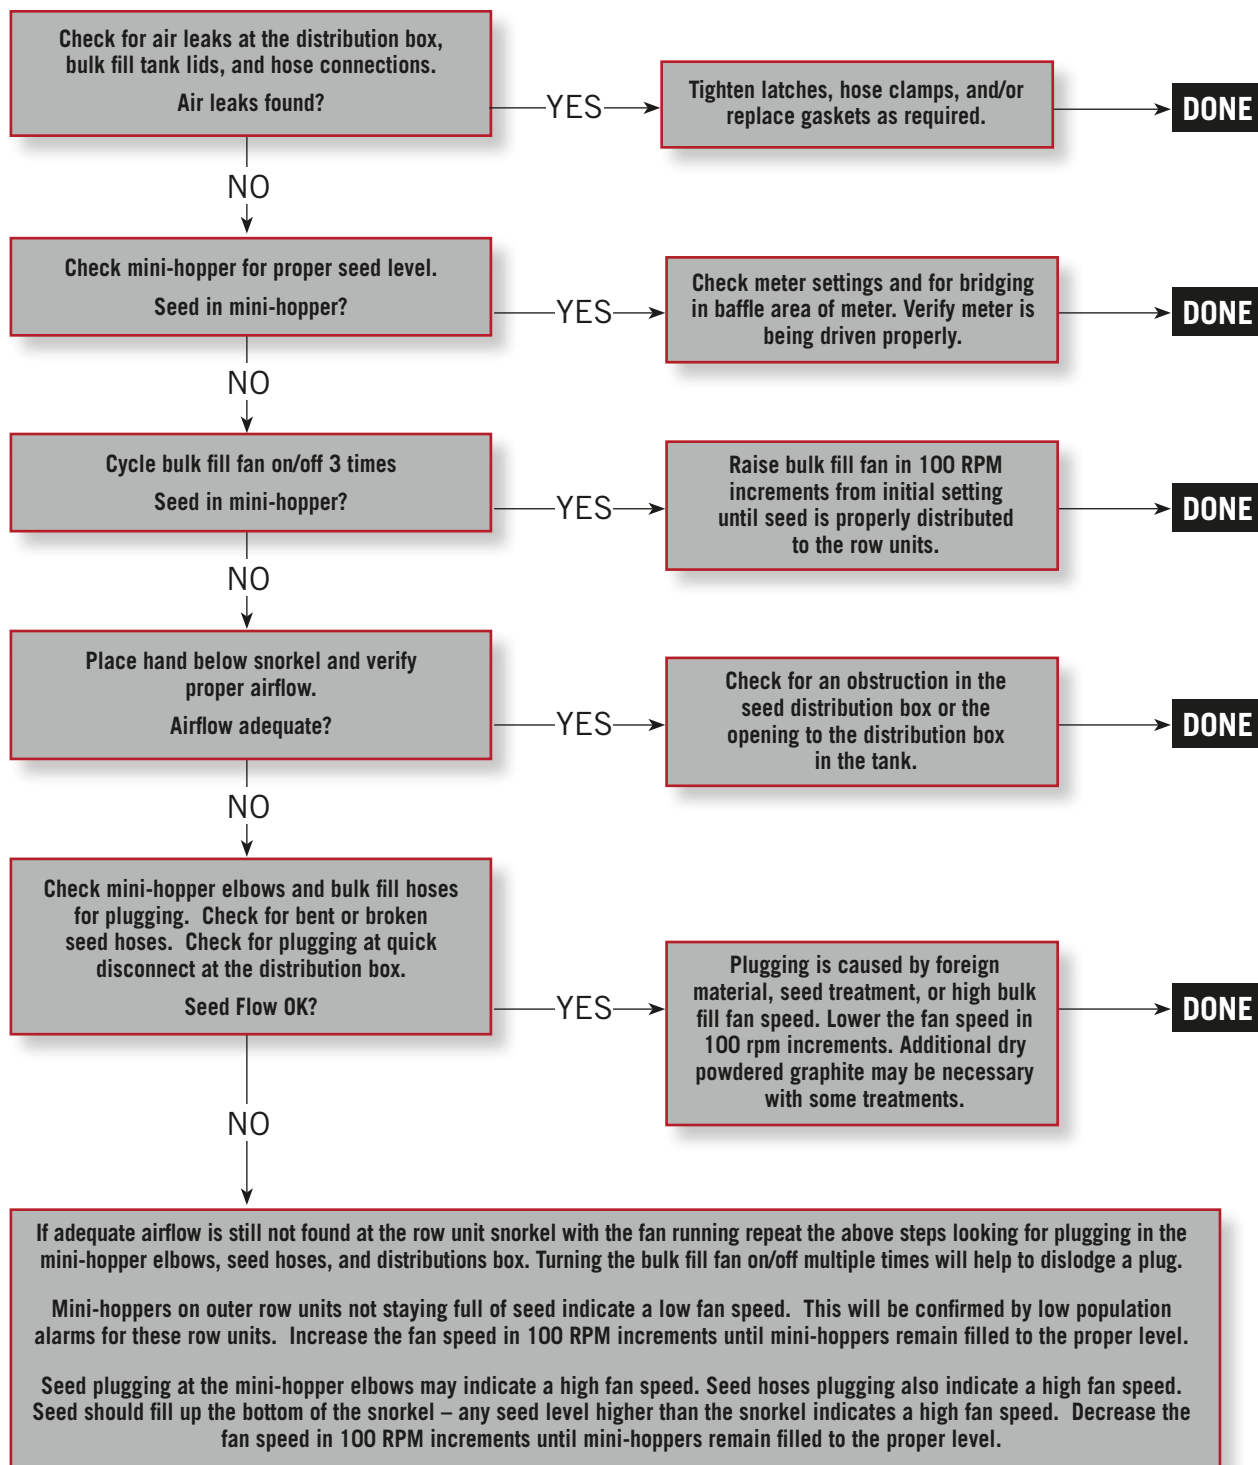 Check for air leaks at the distribution box,
bulk fill tank lids, and hose connections.
Air leaks found?
YES
Tighten latches, hose clamps, and/or
replace gaskets as required.
DONE
NO
Check mini-hopper for proper seed level.
Seed in mini-hopper?
YES
Check meter settings and for bridging
in baffle area of meter. Verify meter is
being driven properly.
DONE
NO
Cycle bulk fill fan on/off 3 times
Seed in mini-hopper?
YES
Raise bulk fill fan in 100 RPM
increments from initial setting
until seed is properly distributed
to the row units.
DONE
NO
Place hand below snorkel and verify
proper airflow.
Airflow adequate?
YES
Check for an obstruction in the
seed distribution box or the
opening to the distribution box
in the tank.
DONE
NO
Check mini-hopper elbows and bulk fill hoses
for plugging. Check for bent or broken
seed hoses. Check for plugging at quick
disconnect at the distribution box.
Seed Flow OK?
YES
Plugging is caused by foreign
material, seed treatment, or high bulk
fill fan speed. Lower the fan speed in
100 rpm increments. Additional dry
powdered graphite may be necessary
with some treatments.
DONE
NO
If adequate airflow is still not found at the row unit snorkel with the fan running repeat the above steps looking for plugging in the
mini-hopper elbows, seed hoses, and distributions box. Turning the bulk fill fan on/off multiple times will help to dislodge a plug.
Mini-hoppers on outer row units not staying full of seed indicate a low fan speed. This will be confirmed by low population
alarms for these row units. Increase the fan speed in 100 RPM increments until mini-hoppers remain filled to the proper level.
Seed plugging at the mini-hopper elbows may indicate a high fan speed. Seed hoses plugging also indicate a high fan speed.
Seed should fill up the bottom of the snorkel – any seed level higher than the snorkel indicates a high fan speed. Decrease the
fan speed in 100 RPM increments until mini-hoppers remain filled to the proper level.